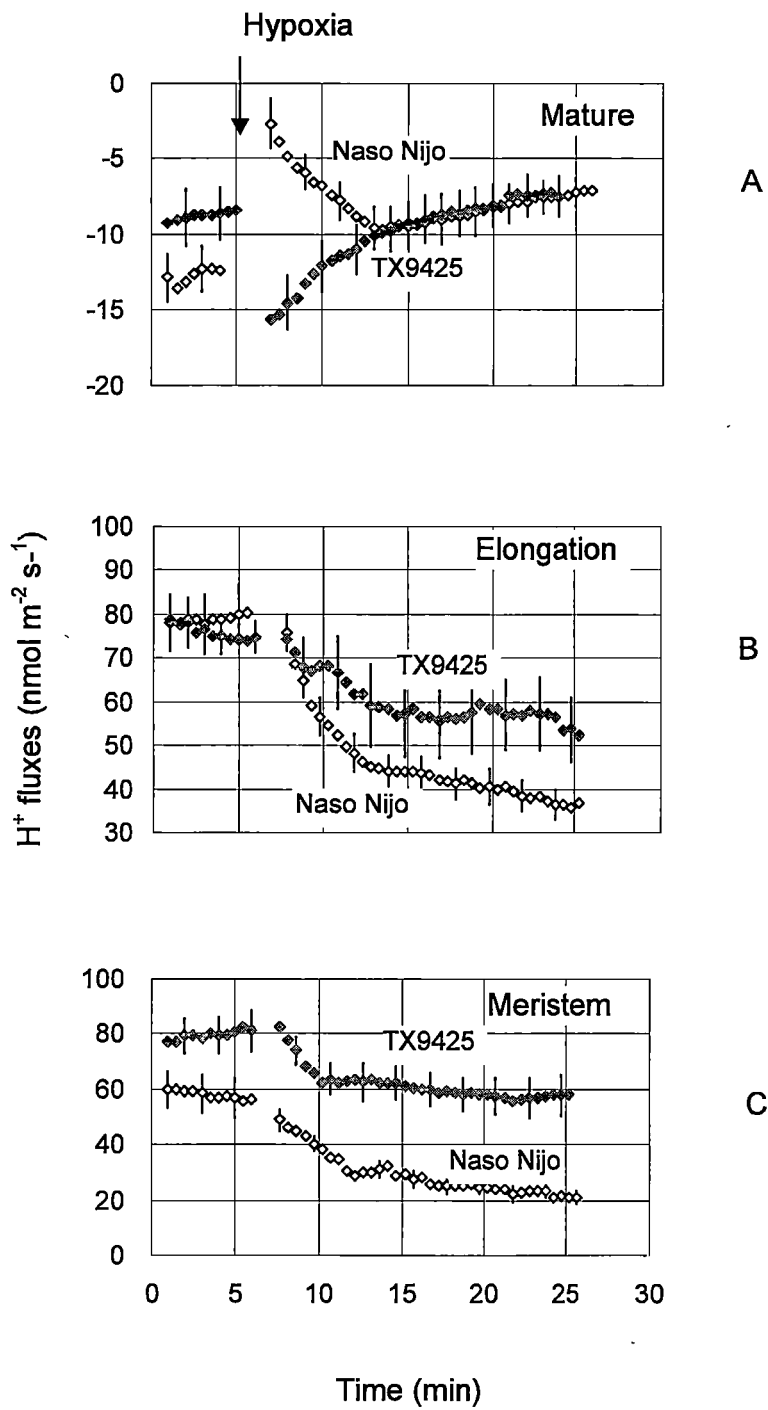 Hypoxia
0
Mature
Naso Nijo
-5
A
-10
TX9425
-15
-20
100
Elongation
90
80
TX9425
B
70
60
50
Naso Nijo
40
30
H⁺ fluxes (nmol m⁻² s-¹)
100
Meristem
TX9425
80
60
C
Naso Nijo
40
20
0
0 5 10 15 20 25 30
Time (min)